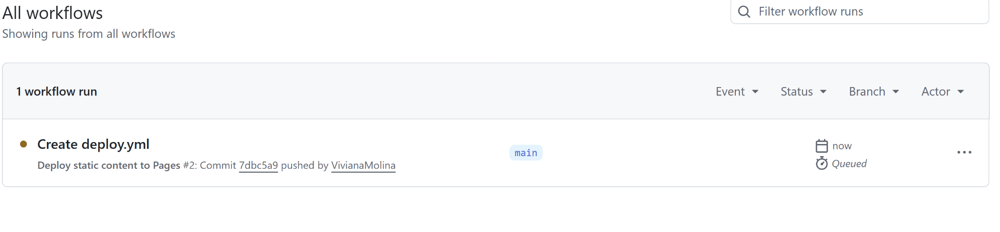 All workflows
Filter workflow runs
Showing runs from all workflows
1 workflow run
Event
Status
Branch
Actor
Create deploy.yml
main
now
Deploy static content to Pages #2: Commit 7dbc5a9 pushed by VivianaMolina
Queued